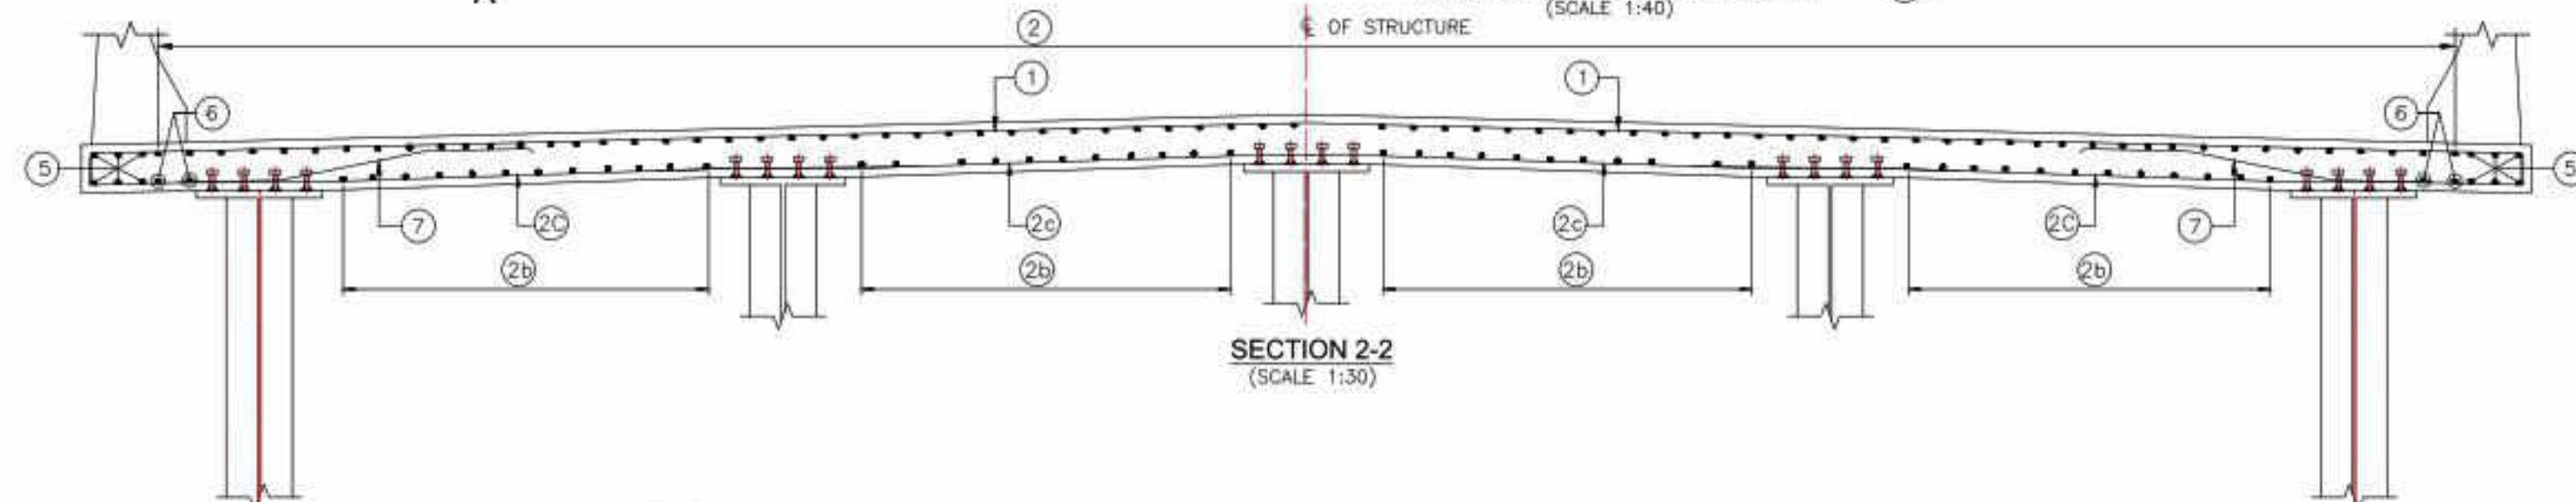 (SCALE 1:40)
℄ OF STRUCTURE
2
1
1
6
6
5
5
7
2C
2c
2c
2C
7
2b
2b
2b
2b
SECTION 2-2
(SCALE 1:30)